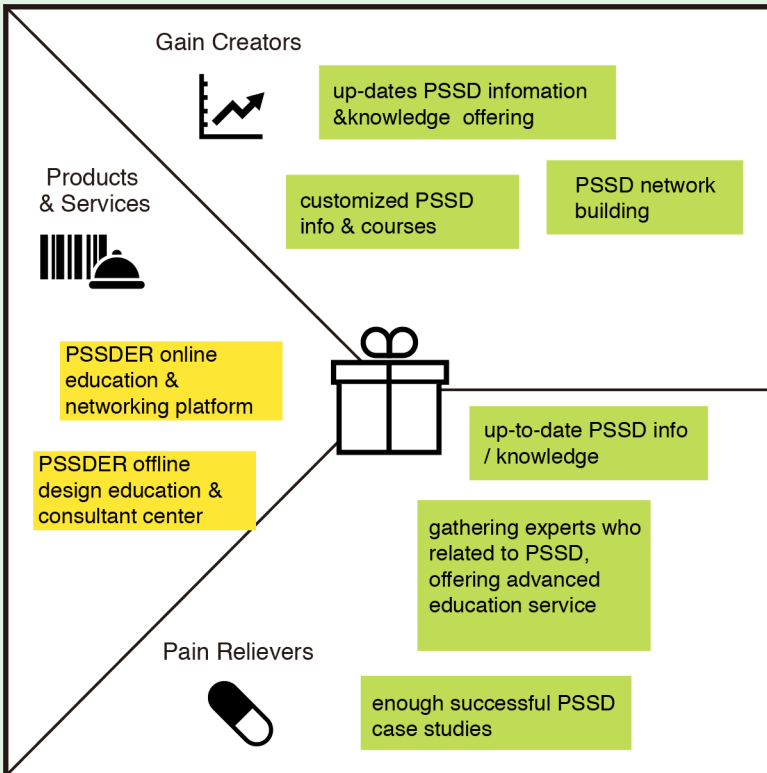 Gain Creators
up-dates PSSD infomation
&knowledge  offering
customized PSSD
info & courses
PSSD network
building
Products
& Services
PSSDER online
education &
networking platform
PSSDER offline
design education &
consultant center
up-to-date PSSD info
/ knowledge
gathering experts who
related to PSSD,
offering advanced
education service
Pain Relievers
enough successful PSSD
case studies